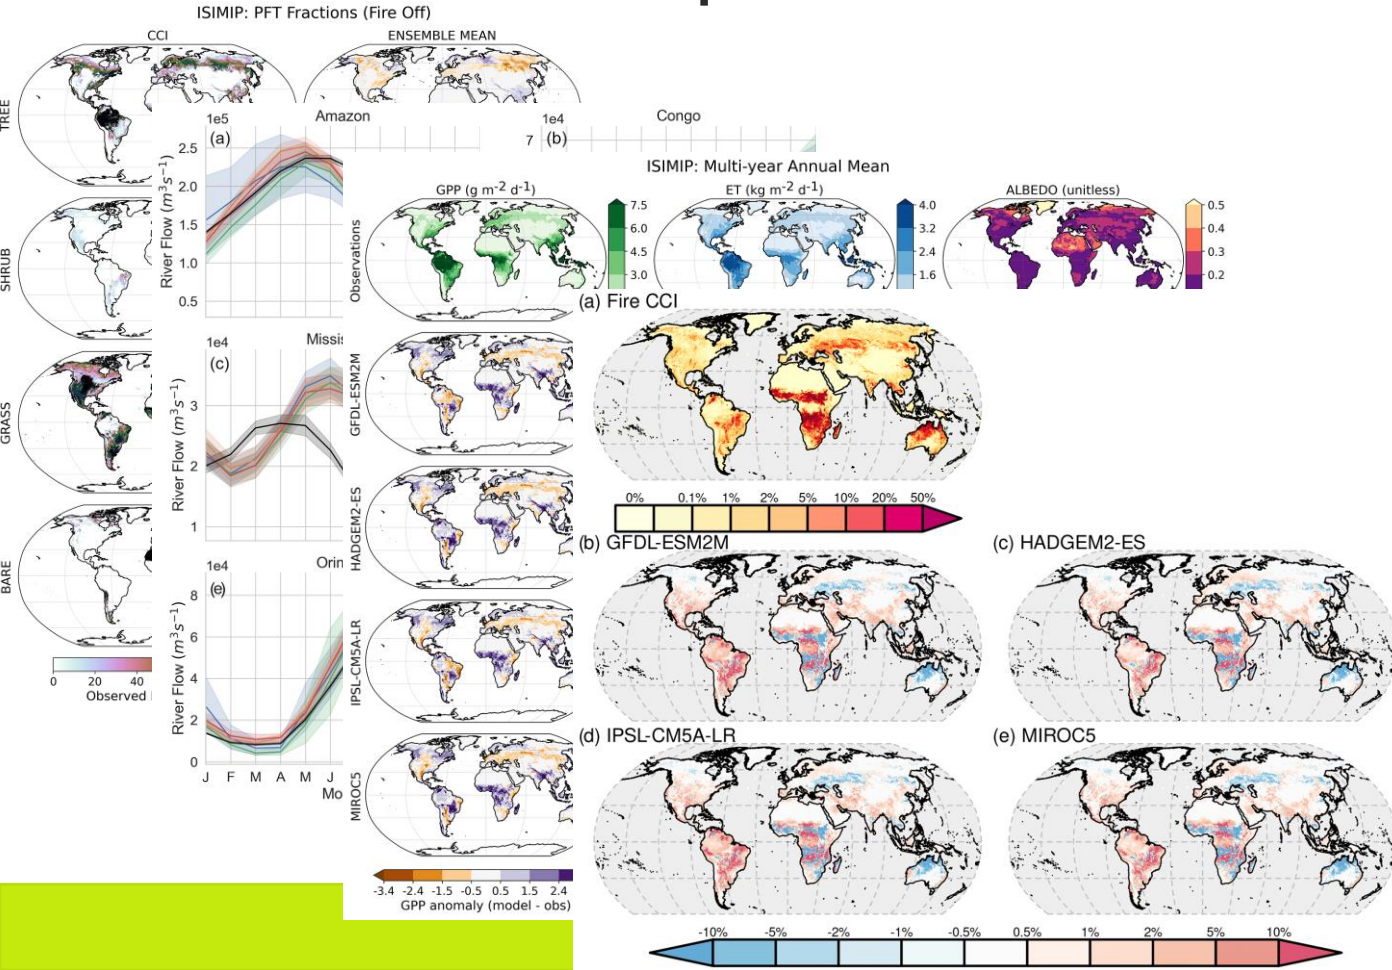 ISIMIP: PFT Fractions (Fire Off)
CCI
ENSEMBLE MEAN
TREE
SHRUB
GRASS
BARE
0 20 40
Observed
1e5
Amazon
(a)
2.5
2.0
1.5
1.0
0.5
River Flow (m³s⁻¹)
1e4
Congo
7 (b)
1e4
Missis
(c)
3
2
1
River Flow (m³s⁻¹)
1e4
Orin
(e)
8
6
4
2
0
River Flow (m³s⁻¹)
J F M A M J
Mo
ISIMIP: Multi-year Annual Mean
GPP (g m⁻² d⁻¹)
ET (kg m⁻² d⁻¹)
ALBEDO (unitless)
7.5
6.0
4.5
3.0
4.0
3.2
2.4
1.6
0.5
0.4
0.3
0.2
Observations
GFDL-ESM2M
HADGEM2-ES
IPSL-CM5A-LR
MIROC5
-3.4 -2.4 -1.5 -0.5 0.5 1.5 2.4
GPP anomaly (model - obs)
(a) Fire CCI
0% 0.1% 1% 2% 5% 10% 20% 50%
(b) GFDL-ESM2M
(c) HADGEM2-ES
(d) IPSL-CM5A-LR
(e) MIROC5
-10% -5% -2% -1% -0.5% 0.5% 1% 2% 5% 10%